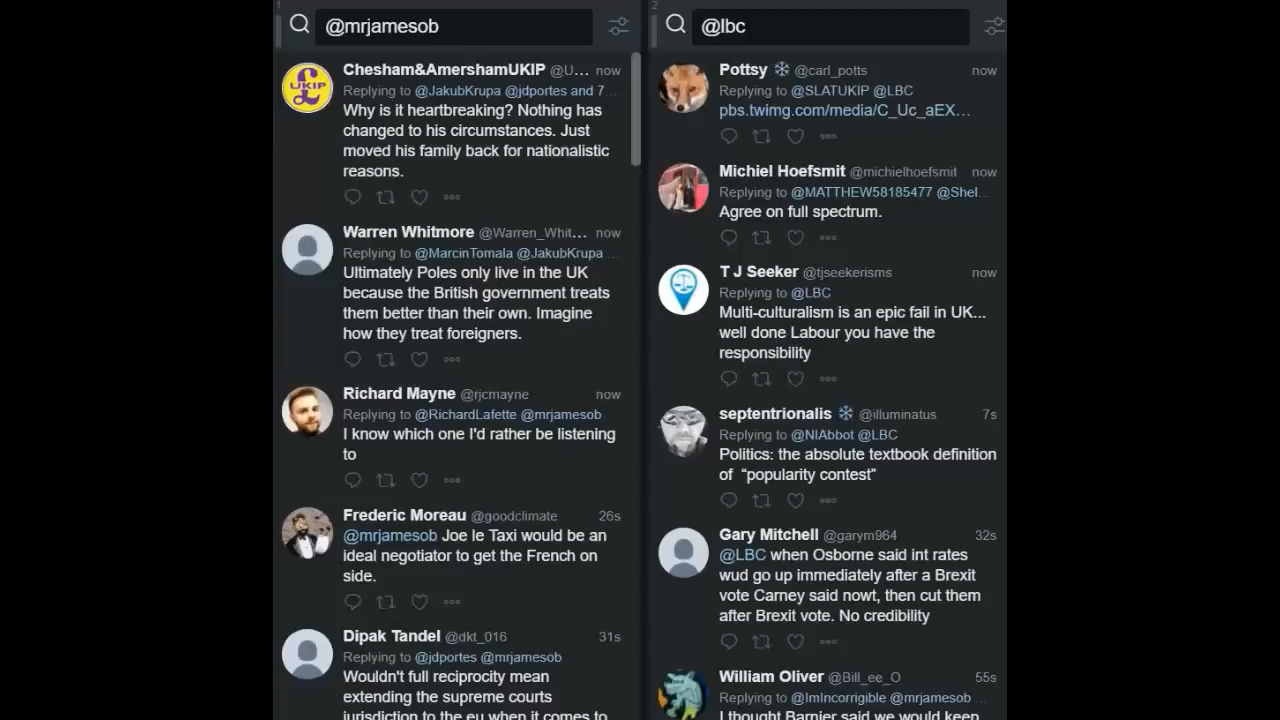 1
@mrjamesob
Chesham&AmershamUKIP @U... now
Replying to @JakubKrupa @jdportes and 7...
Why is it heartbreaking? Nothing has
changed to his circumstances. Just
moved his family back for nationalistic
reasons.
UKIP
Warren Whitmore @Warren_Whit... now
Replying to @MarcinTomala @JakubKrupa ...
Ultimately Poles only live in the UK
because the British government treats
them better than their own. Imagine
how they treat foreigners.
Richard Mayne @rjcmayne now
Replying to @RichardLafette @mrjamesob
I know which one I'd rather be listening
to
Frederic Moreau @goodclimate 26s
@mrjamesob Joe le Taxi would be an
ideal negotiator to get the French on
side.
Dipak Tandel @dkt_016 31s
Replying to @jdportes @mrjamesob
Wouldn't full reciprocity mean
extending the supreme courts
jurisdiction to the eu when it comes to
2
@lbc
Pottsy @carl_potts now
Replying to @SLATUKIP @LBC
pbs.twimg.com/media/C_Uc_aEX...
Michiel Hoefsmit @michielhoefsmit now
Replying to @MATTHEW58185477 @Shel...
Agree on full spectrum.
T J Seeker @tjseekerisms now
Replying to @LBC
Multi-culturalism is an epic fail in UK...
well done Labour you have the
responsibility
septentrionalis @illuminatus 7s
Replying to @NIAbbot @LBC
Politics: the absolute textbook definition
of “popularity contest”
Gary Mitchell @garym964 32s
@LBC when Osborne said int rates
wud go up immediately after a Brexit
vote Carney said nowt, then cut them
after Brexit vote. No credibility
William Oliver @Bill_ee_O 55s
Replying to @ImIncorrigible @mrjamesob ...
I thought Barnier said we would keep